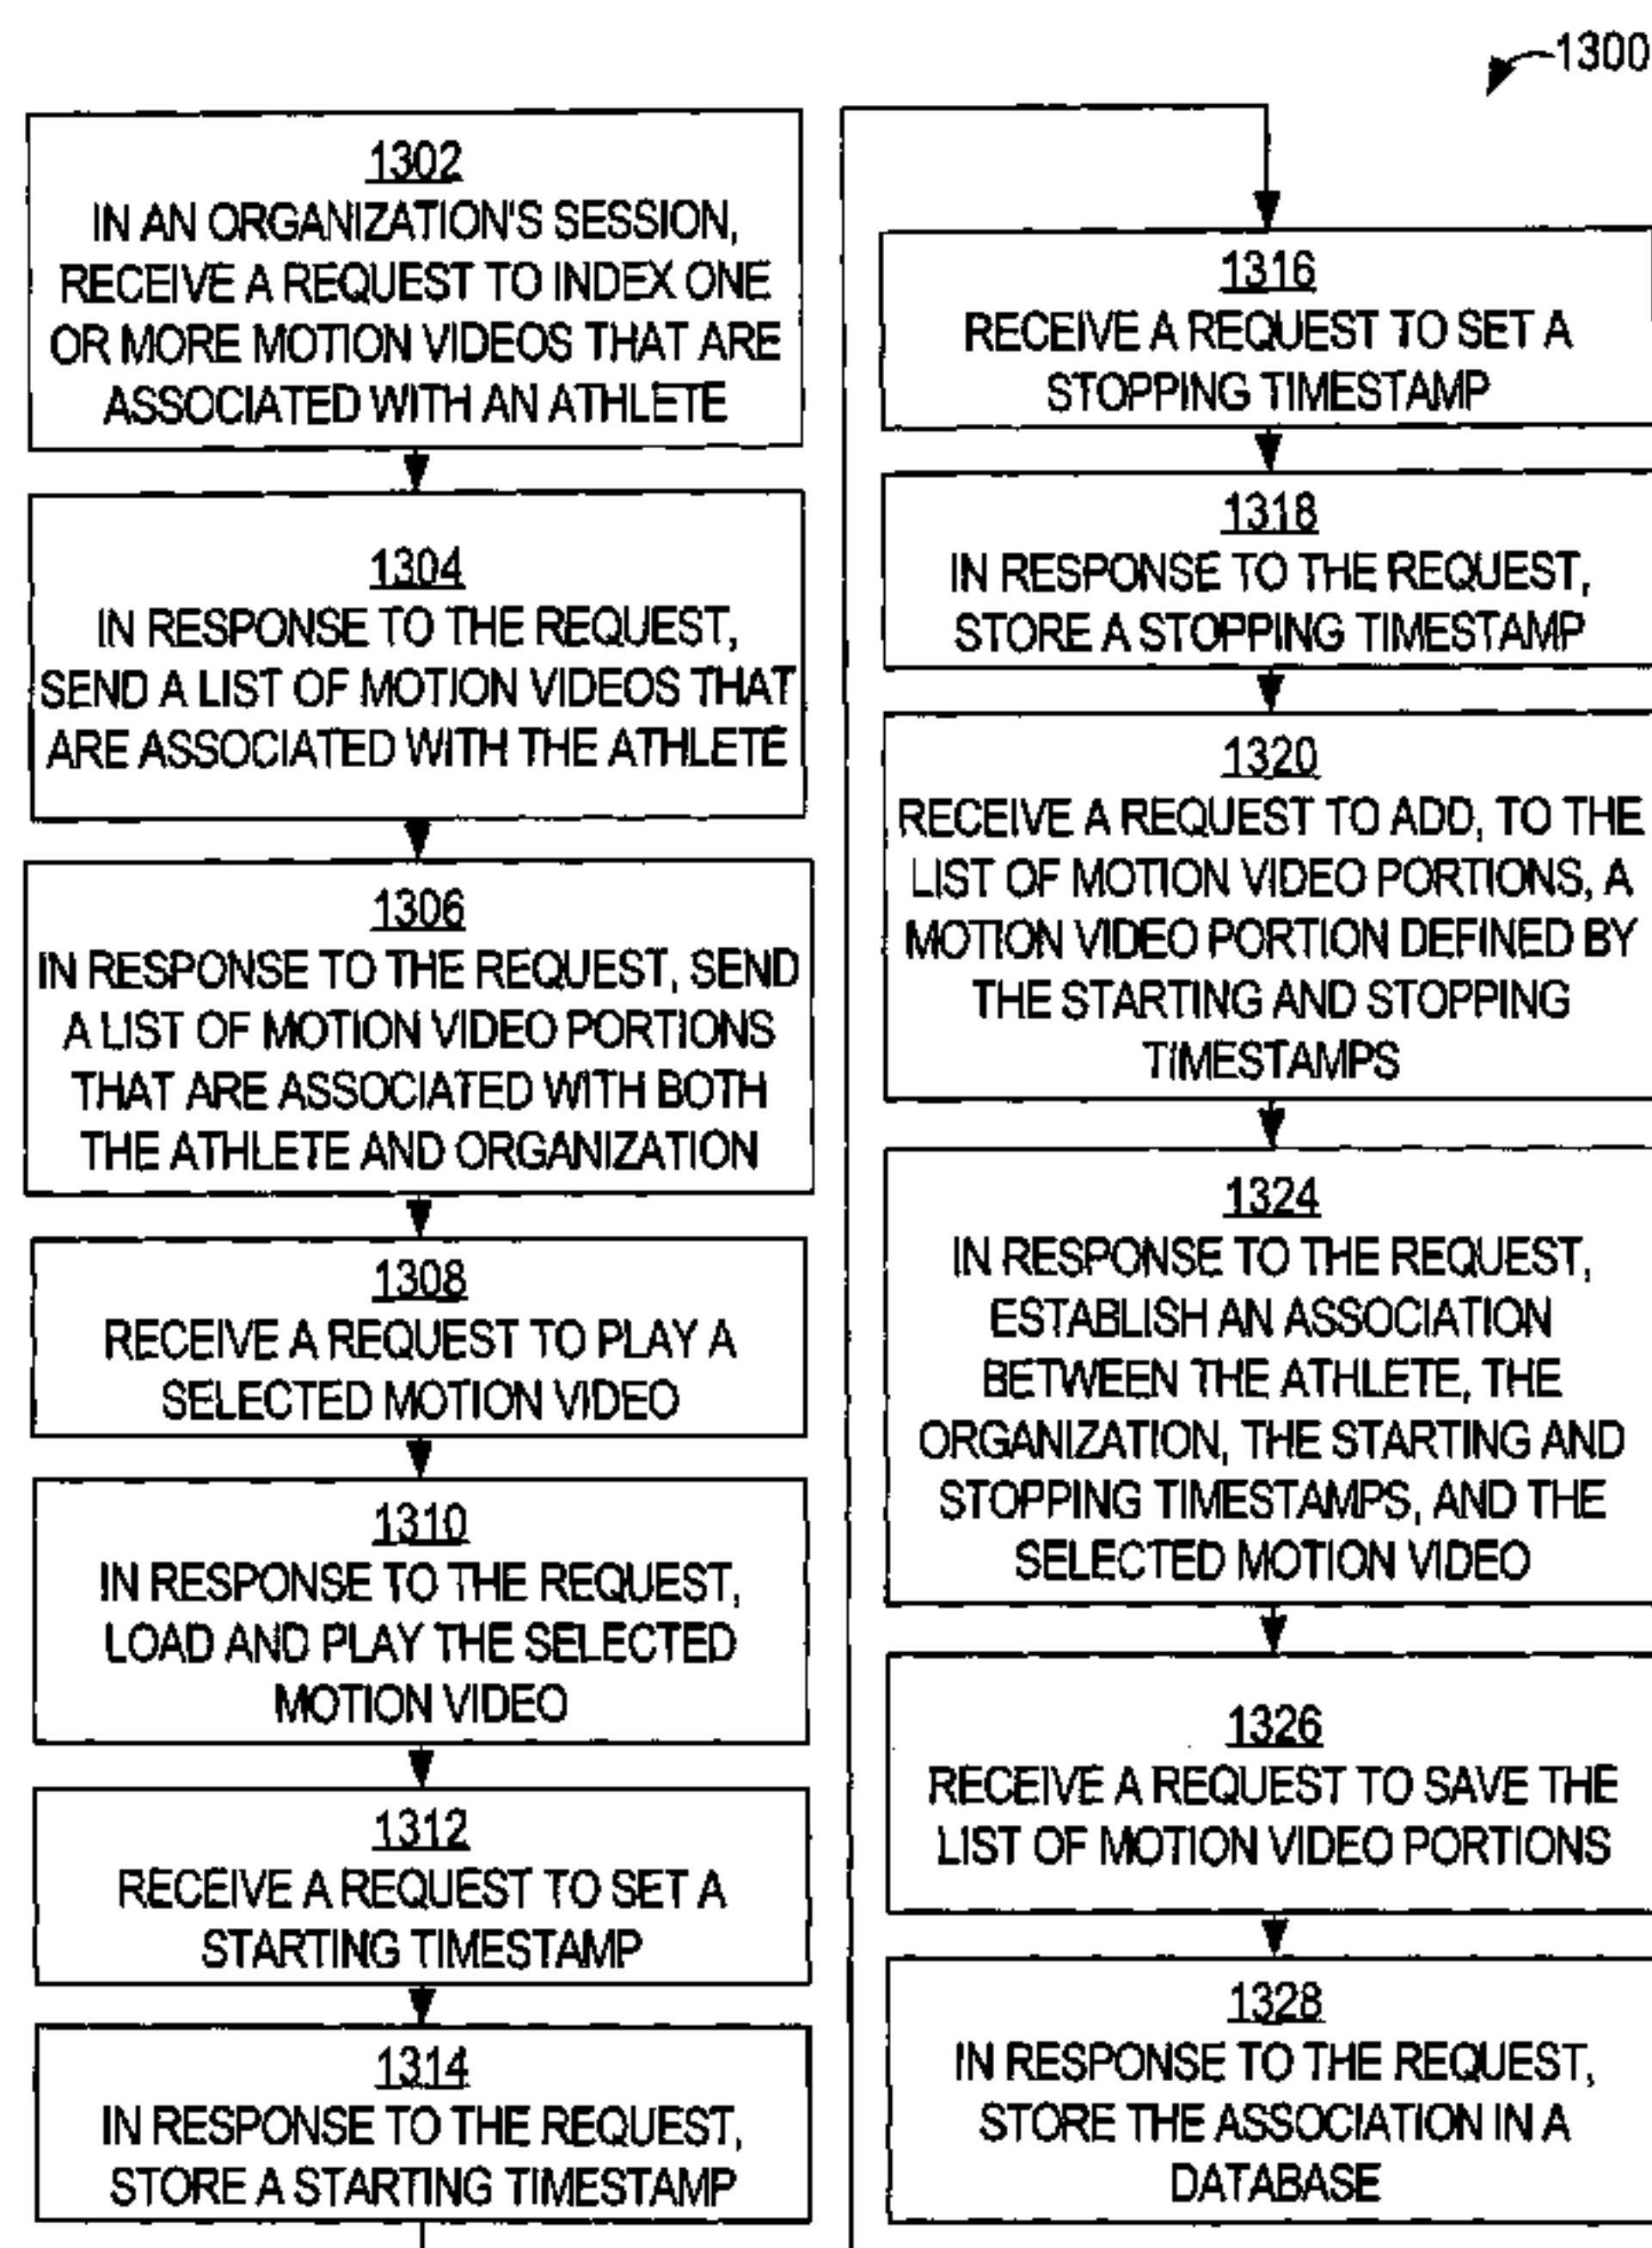 1300
1302
IN AN ORGANIZATION'S SESSION,
RECEIVE A REQUEST TO INDEX ONE
OR MORE MOTION VIDEOS THAT ARE
ASSOCIATED WITH AN ATHLETE
1304
IN RESPONSE TO THE REQUEST,
SEND A LIST OF MOTION VIDEOS THAT
ARE ASSOCIATED WITH THE ATHLETE
1306
IN RESPONSE TO THE REQUEST, SEND
A LIST OF MOTION VIDEO PORTIONS
THAT ARE ASSOCIATED WITH BOTH
THE ATHLETE AND ORGANIZATION
1308
RECEIVE A REQUEST TO PLAY A
SELECTED MOTION VIDEO
1310
IN RESPONSE TO THE REQUEST,
LOAD AND PLAY THE SELECTED
MOTION VIDEO
1312
RECEIVE A REQUEST TO SET A
STARTING TIMESTAMP
1314
IN RESPONSE TO THE REQUEST,
STORE A STARTING TIMESTAMP
1316
RECEIVE A REQUEST TO SET A
STOPPING TIMESTAMP
1318
IN RESPONSE TO THE REQUEST,
STORE A STOPPING TIMESTAMP
1320
RECEIVE A REQUEST TO ADD, TO THE
LIST OF MOTION VIDEO PORTIONS, A
MOTION VIDEO PORTION DEFINED BY
THE STARTING AND STOPPING
TIMESTAMPS
1324
IN RESPONSE TO THE REQUEST,
ESTABLISH AN ASSOCIATION
BETWEEN THE ATHLETE, THE
ORGANIZATION, THE STARTING AND
STOPPING TIMESTAMPS, AND THE
SELECTED MOTION VIDEO
1326
RECEIVE A REQUEST TO SAVE THE
LIST OF MOTION VIDEO PORTIONS
1328
IN RESPONSE TO THE REQUEST,
STORE THE ASSOCIATION IN A
DATABASE